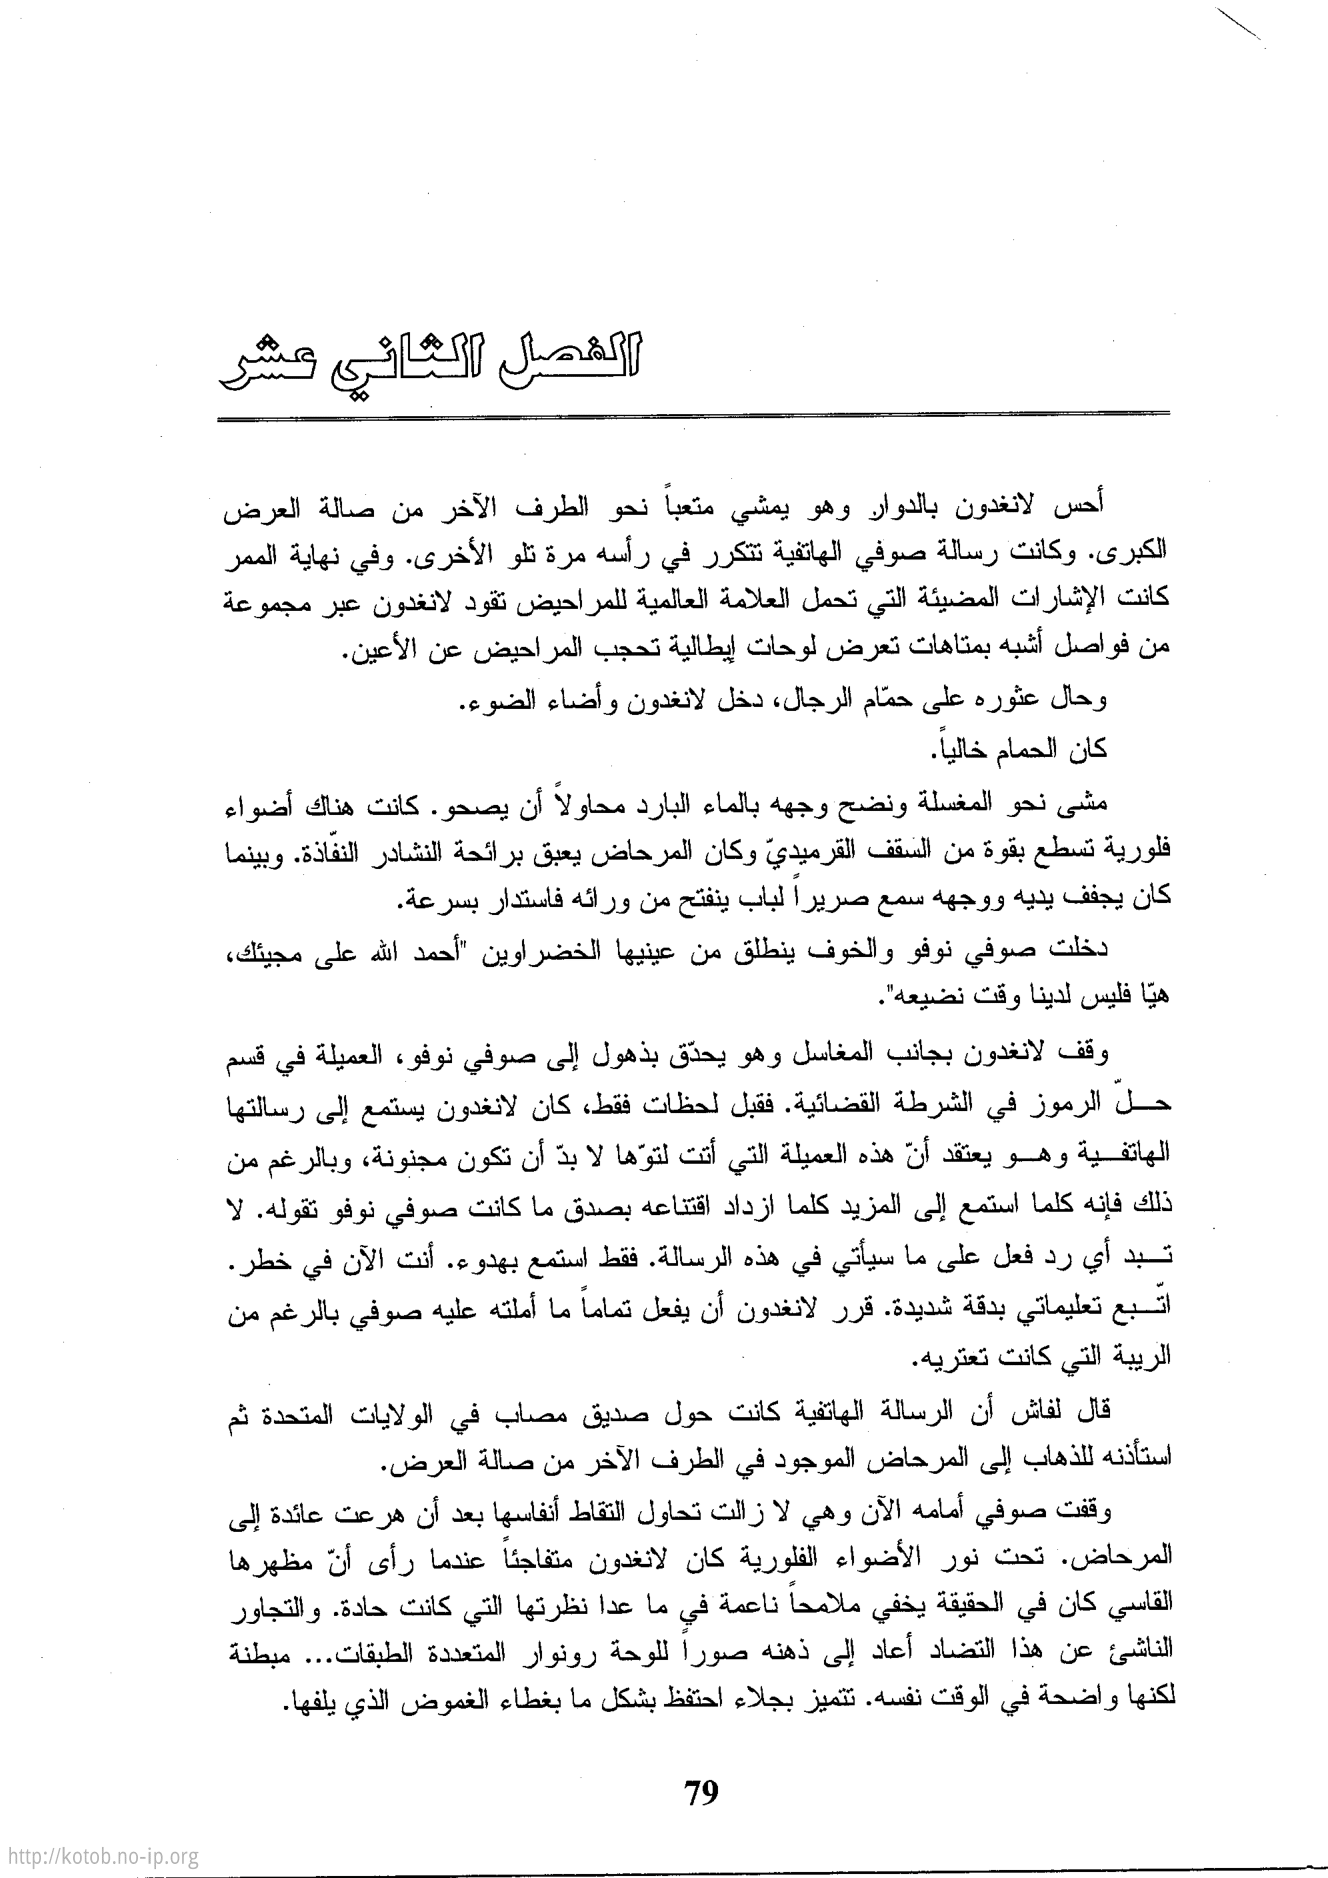 الفصل الثاني عشر
أحس لانغدون بالدوار وهو يمشي متعباً نحو الطرف الآخر من صالة العرض
الكبرى. وكانت رسالة صوفي الهاتفية تتكرر في رأسه مرة تلو الأخرى. وفي نهاية الممر
كانت الإشارات المضيئة التي تحمل العلامة العالمية للمراحيض تقود لانغدون عبر مجموعة
من فواصل أشبه بمتاهات تعرض لوحات إيطالية تحجب المراحيض عن الأعين.
وحال عثوره على حمّام الرجال، دخل لانغدون وأضاء الضوء.
كان الحمام خالياً.
مشى نحو المغسلة ونضح وجهه بالماء البارد محاولاً أن يصحو. كانت هناك أضواء
فلورية تسطع بقوة من السقف القرميديّ وكان المرحاض يعبق برائحة النشادر النفّاذة. وبينما
كان يجفف يديه ووجهه سمع صريراً لباب ينفتح من ورائه فاستدار بسرعة.
دخلت صوفي نوفو والخوف ينطلق من عينيها الخضراوين "أحمد الله على مجيئك،
هيّا فليس لدينا وقت نضيعه".
وقف لانغدون بجانب المغاسل وهو يحدّق بذهول إلى صوفي نوفو، العميلة في قسم
حـــلّ الرموز في الشرطة القضائية. فقبل لحظات فقط، كان لانغدون يستمع إلى رسالتها
الهاتفـــية وهـــو يعتقد أنّ هذه العميلة التي أتت لتوّها لا بدّ أن تكون مجنونة، وبالرغم من
ذلك فإنه كلما استمع إلى المزيد كلما ازداد اقتناعه بصدق ما كانت صوفي نوفو تقوله. لا
تـــبد أي رد فعل على ما سيأتي في هذه الرسالة. فقط استمع بهدوء. أنت الآن في خطر.
اتّـــبع تعليماتي بدقة شديدة. قرر لانغدون أن يفعل تماماً ما أملته عليه صوفي بالرغم من
الريبة التي كانت تعتريه.
قال لفاش أن الرسالة الهاتفية كانت حول صديق مصاب في الولايات المتحدة ثم
استأذنه للذهاب إلى المرحاض الموجود في الطرف الآخر من صالة العرض.
وقفت صوفي أمامه الآن وهي لا زالت تحاول التقاط أنفاسها بعد أن هرعت عائدة إلى
المرحاض. تحت نور الأضواء الفلورية كان لانغدون متفاجئاً عندما رأى أنّ مظهرها
القاسي كان في الحقيقة يخفي ملامحاً ناعمة في ما عدا نظرتها التي كانت حادة. والتجاور
الناشئ عن هذا التضاد أعاد إلى ذهنه صوراً للوحة رونوار المتعددة الطبقات... مبطنة
لكنها واضحة في الوقت نفسه. تتميز بجلاء احتفظ بشكل ما بغطاء الغموض الذي يلفها.
79
http://kotob.no-ip.org